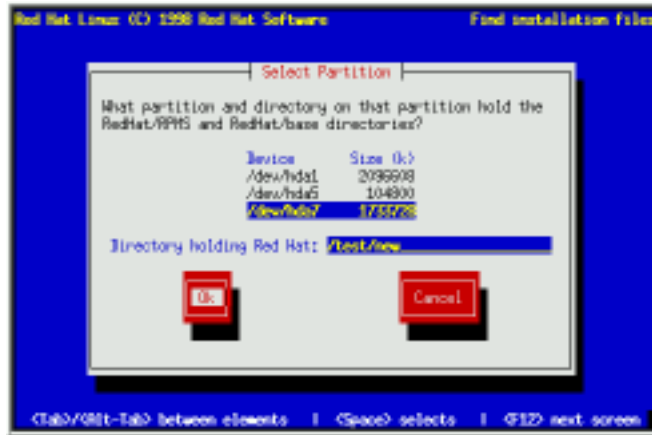 Red Hat Linux (C) 1998 Red Hat Software Find installation files
Select Partition
What partition and directory on that partition hold the
RedHat/RPMS and RedHat/base directories?
Device Size (k)
/dev/hda1 2096608
/dev/hda5 104800
/dev/hda7 1733728
Directory holding Red Hat: /test/new
Ok Cancel
<Tab>/<Alt-Tab> between elements | <Space> selects | <F12> next screen